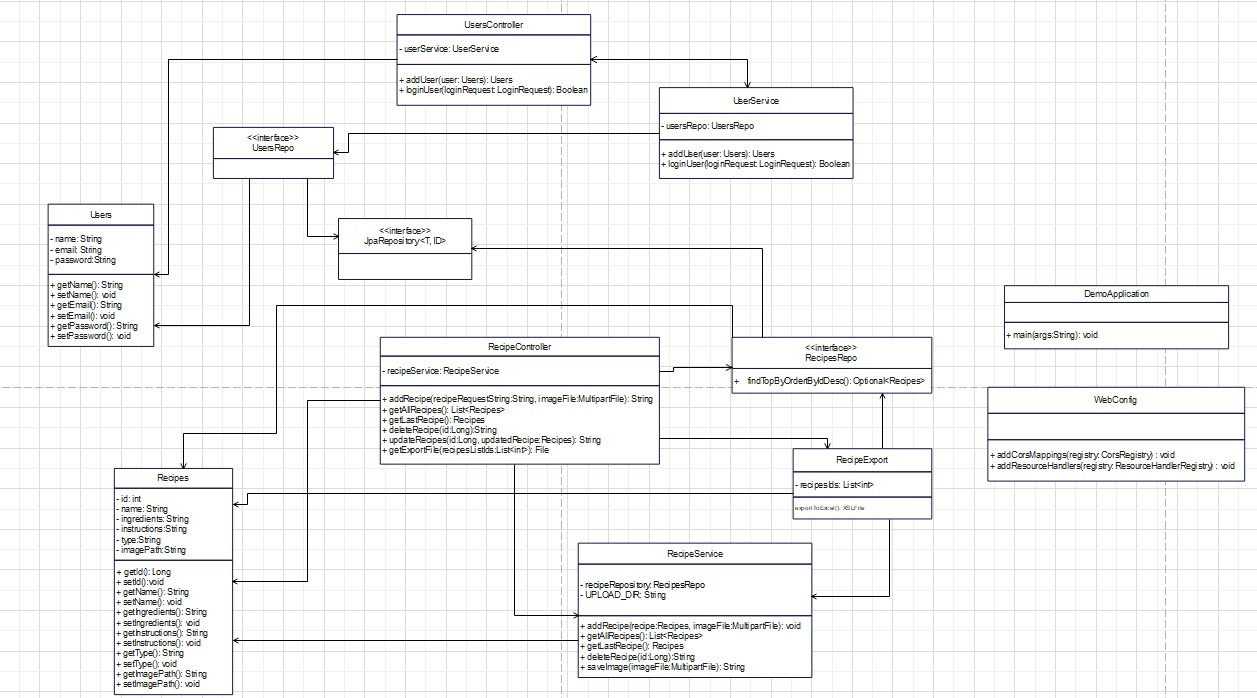 UsersController
- userService: UserService
+ addUser(user: Users): Users
+ loginUser(loginRequest: LoginRequest): Boolean
UserService
- usersRepo: UsersRepo
+ addUser(user: Users): Users
+ loginUser(loginRequest: LoginRequest): Boolean
<<interface>>
UsersRepo
Users
- name: String
- email: String
- password:String
+ getName(): String
+ setName(): void
+ getEmail(): String
+ setEmail(): void
+ getPassword(): String
+ setPassword(): void
<<interface>>
JpaRepository<T, ID>
DemoApplication
+ main(args:String): void
RecipeController
- recipeService: RecipeService
+ addRecipe(recipeRequestString:String, imageFile:MultipartFile): String
+ getAllRecipes(): List<Recipes>
+ getLastRecipe(): Recipes
+ deleteRecipe(id:Long):String
+ updateRecipes(id:Long, updatedRecipe:Recipes): String
+ getExportFile(recipesListIds:List<int>): File
<<interface>>
RecipesRepo
+ findTopByOrdertByIdDesc(): Optional<Recipes>
WebConfig
+ addCorsMappings(registry: CorsRegistry) : void
+ addResourceHandlers(registry: ResourceHandlerRegistry) : void
RecipeExport
- recipesIds: List<int>
exportToExcel(): XSLFile
Recipes
- id: int
- name: String
- ingredients: String
- instructions:String
- type:String
- imagePath:String
+ getId(): Long
+ setId():void
+ getName(): String
+ setName(): void
+ getIngredients(): String
+ setIngredients(): void
+ getInstructions(): String
+ setInstructions(): void
+ getType(): String
+ setType(): void
+ getImagePath(): String
+ setImagePath(): void
RecipeService
- recipeRepository: RecipesRepo
- UPLOAD_DIR: String
+ addRecipe(recipe:Recipes, imageFile:MultipartFile): void
+ getAllRecipes(): List<Recipes>
+ getLastRecipe(): Recipes
+ deleteRecipe(id:Long):String
+ saveImage(imageFile:MultipartFile): String